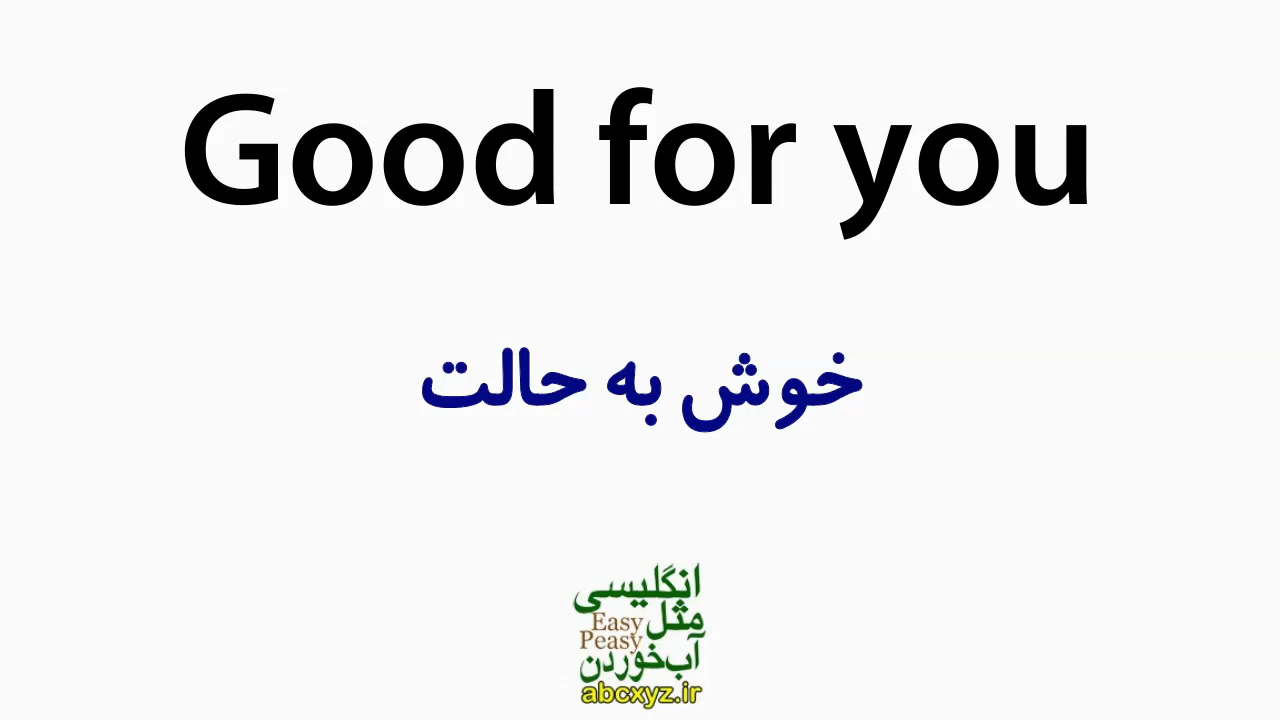 Good for you
خوش به حالت
انگلیسی
مثل
Easy
Peasy
آب‌خوردن
abcxyz.ir